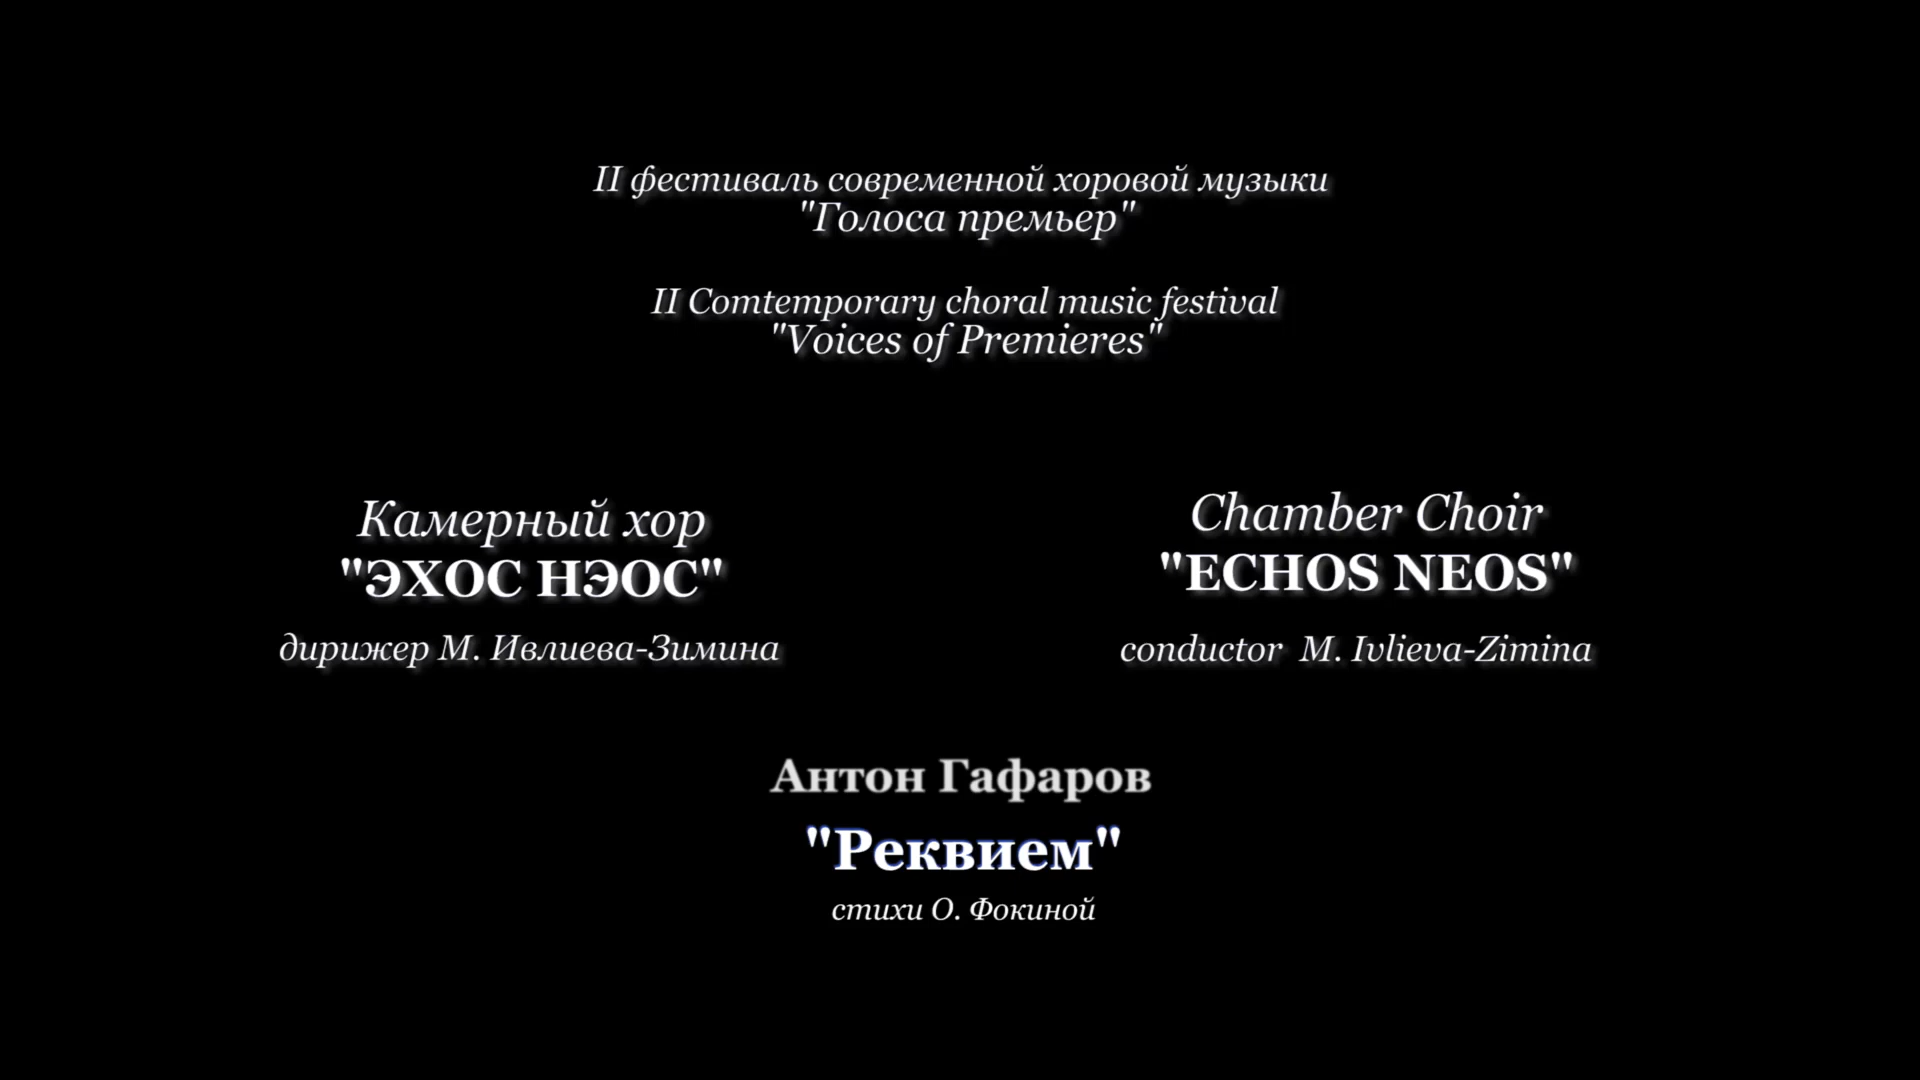 II фестиваль современной хоровой музыки
"Голоса премьер"
II Comtemporary choral music festival
"Voices of Premieres"
Камерный хор
"ЭХОС НЭОС"
дирижер М. Ивлиева-Зимина
Chamber Choir
"ECHOS NEOS"
conductor M. Ivlieva-Zimina
Антон Гафаров
"Реквием"
стихи О. Фокиной